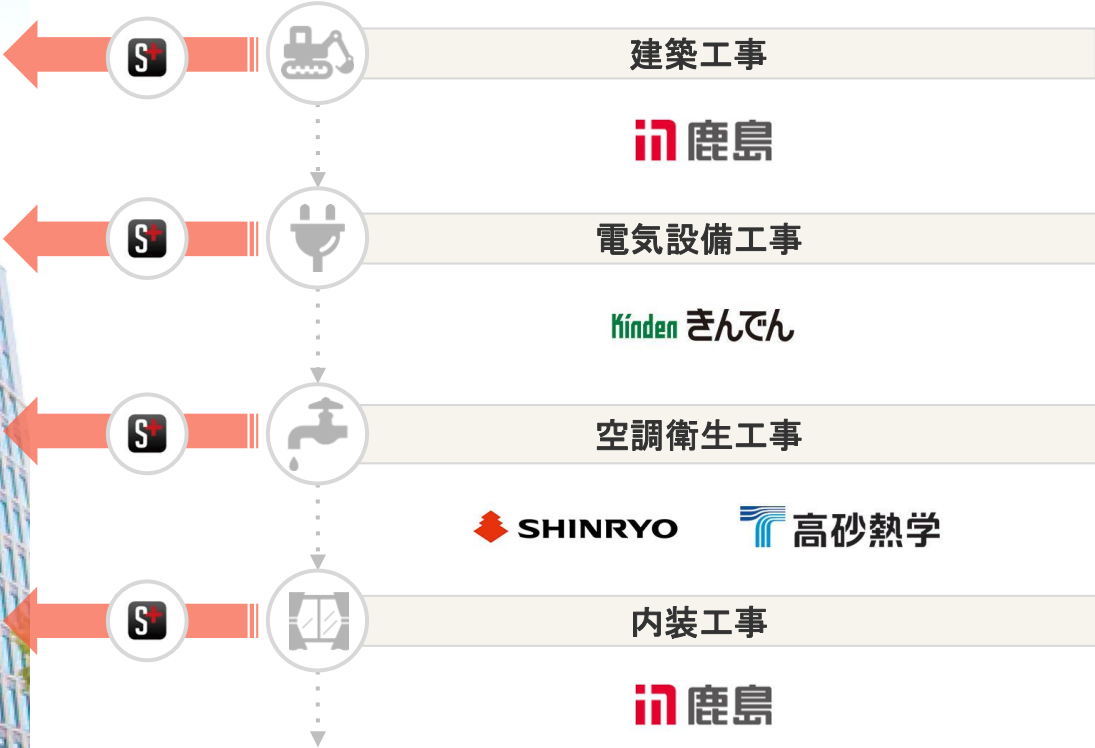 S+
建築工事
鹿島
S+
電気設備工事
Kinden きんでん
S+
空調衛生工事
SHINRYO 高砂熱学
S+
内装工事
鹿島